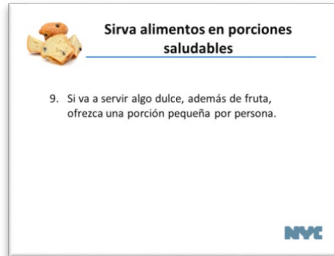 Sirva alimentos en porciones
saludables
9. Si va a servir algo dulce, además de fruta,
ofrezca una porción pequeña por persona.
NYC